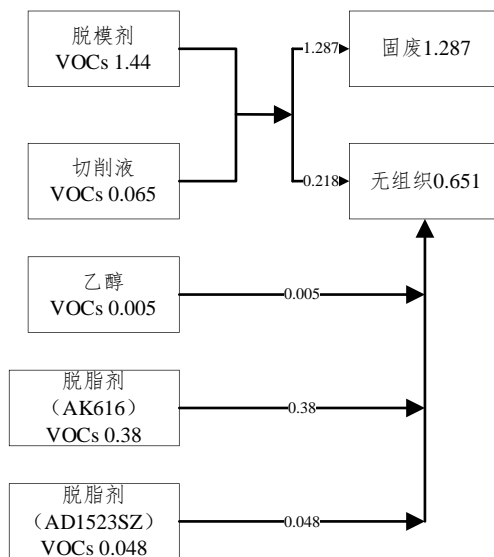 脱模剂
VOCs 1.44
1.287
固废1.287
切削液
VOCs 0.065
0.218
无组织0.651
乙醇
VOCs 0.005
0.005
脱脂剂
（AK616）
VOCs 0.38
0.38
脱脂剂
（AD1523SZ）
VOCs 0.048
0.048